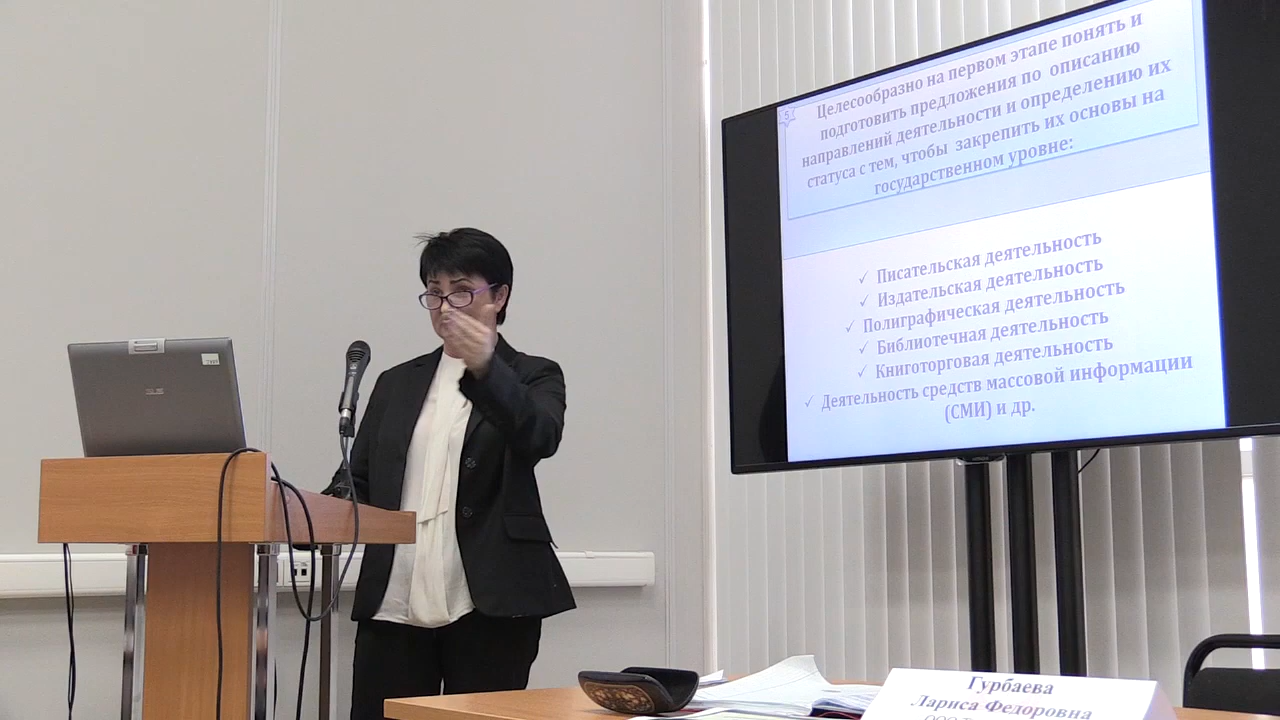 5
Целесообразно на первом этапе понять и
подготовить предложения по описанию
направлений деятельности и определению их
статуса с тем, чтобы закрепить их основы на
государственном уровне:
✓ Писательская деятельность
✓ Издательская деятельность
✓ Полиграфическая деятельность
✓ Библиотечная деятельность
✓ Книготорговая деятельность
✓ Деятельность средств массовой информации
(СМИ) и др.
Гурбаева
Лариса Федоровна
ООО